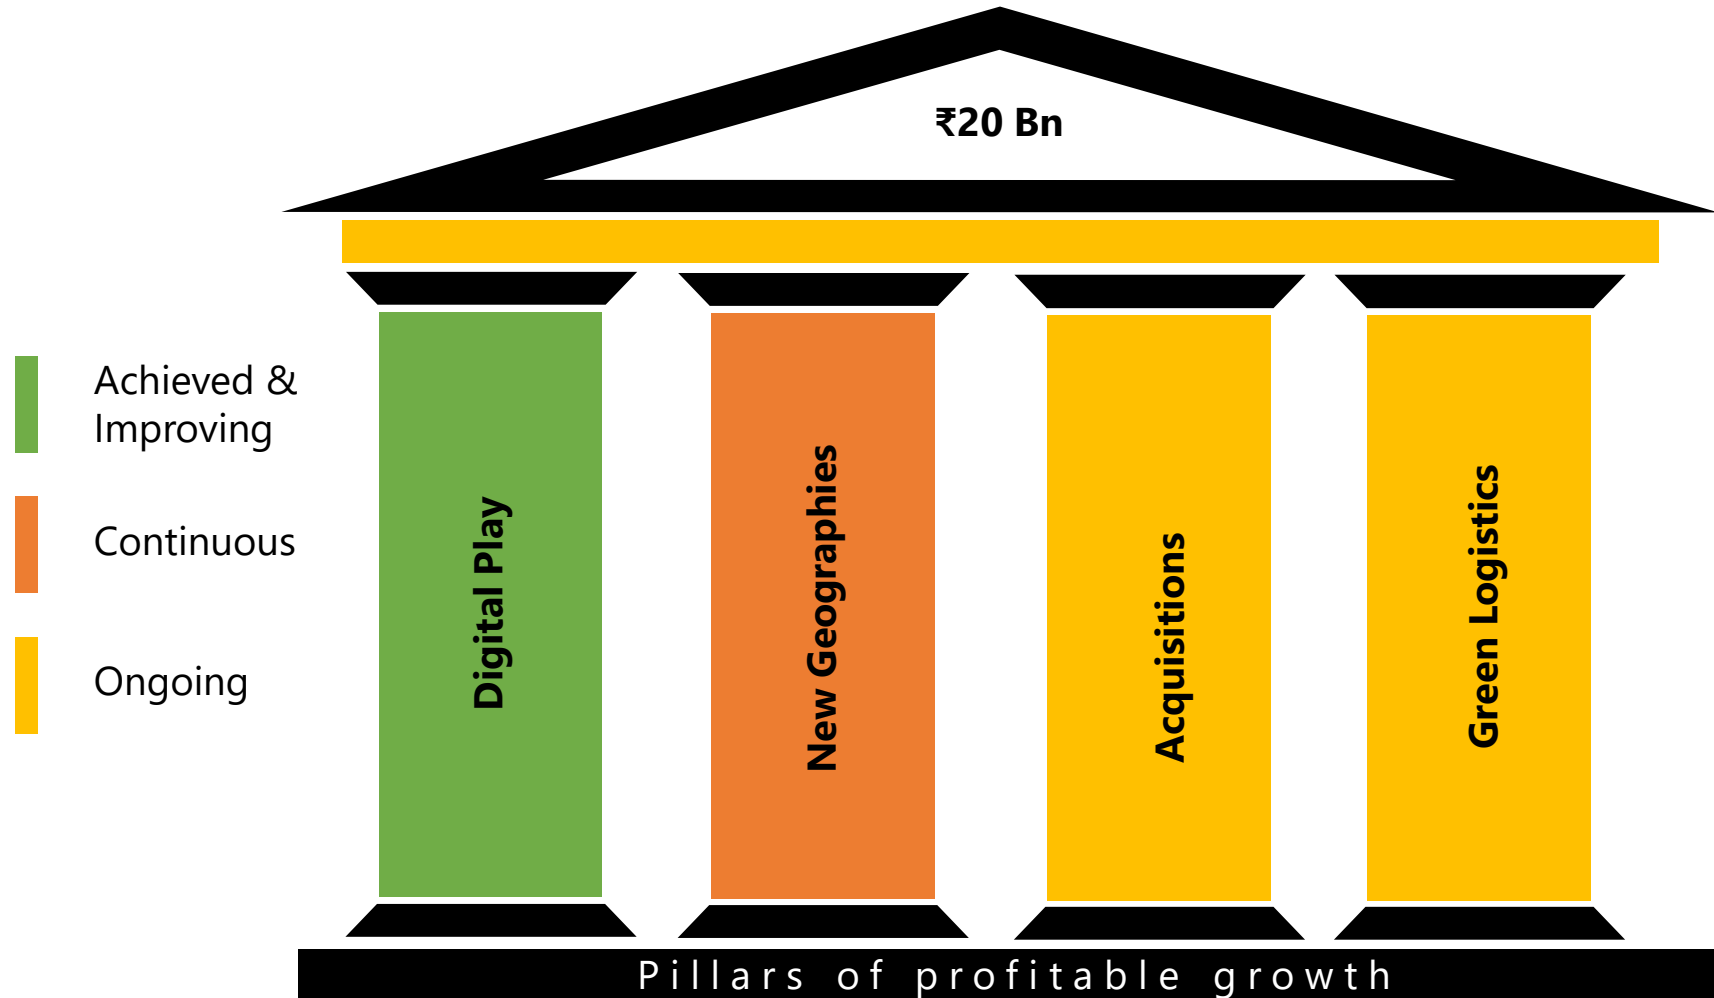 ₹20 Bn
Achieved &
Improving
Continuous
Ongoing
Digital Play
New Geographies
Acquisitions
Green Logistics
Pillars of profitable growth